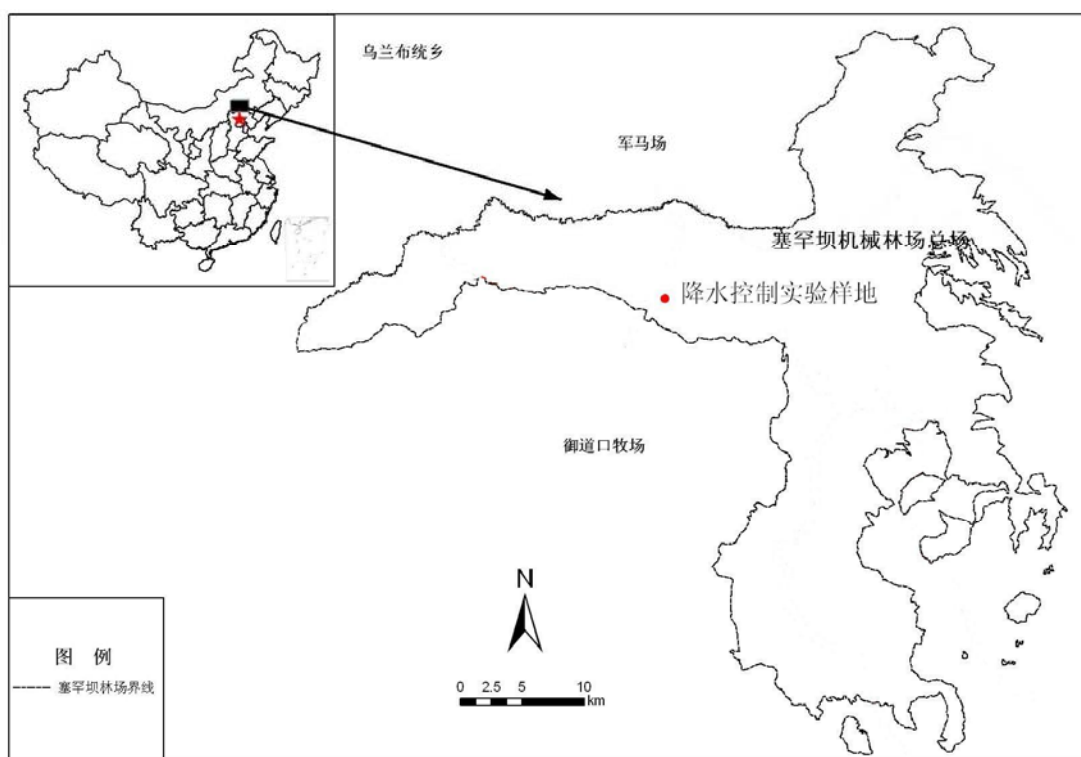 乌兰布统乡
军马场
塞罕坝机械林场总场
降水控制实验样地
御道口牧场
N
0 2.5 5 10
km
图 例
塞罕坝林场界线